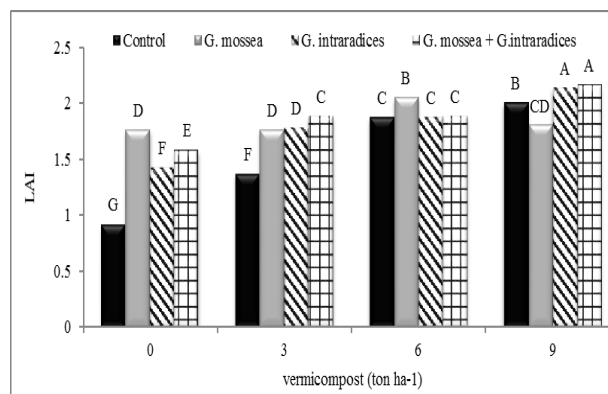 Control G. mossea G. intraradices G. mossea + G.intraradices
2.5
2
1.5
1
0.5
0
LAI
G D F E
F D D C
C B C C
B CD A A
0 3 6 9
vermicompost (ton ha-1)